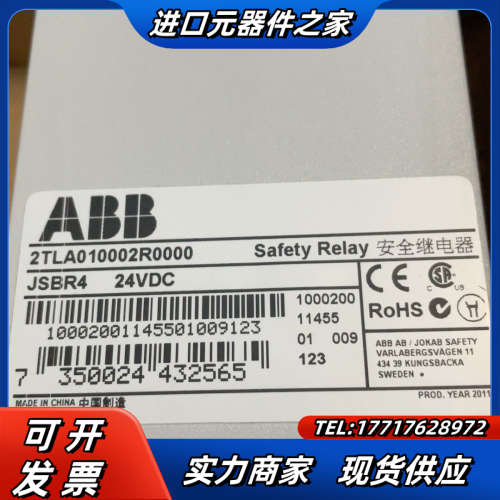 进口元器件之家
ABB
2TLA010002R0000
Safety Relay 安全继电器
JSBR4 24VDC
10002001145501009123
1000200
11455
01 009
123
7 350024 432565
MADE IN CHINA 中国制造
CE
SA
RoHS
ABB AB / JOKAB SAFETY
VARLABERGSVÄGEN 11
434 39 KUNGSBACKA
SWEDEN
PROD. YEAR 2011
可开
发票
TEL:17717628972
实力商家 现货供应